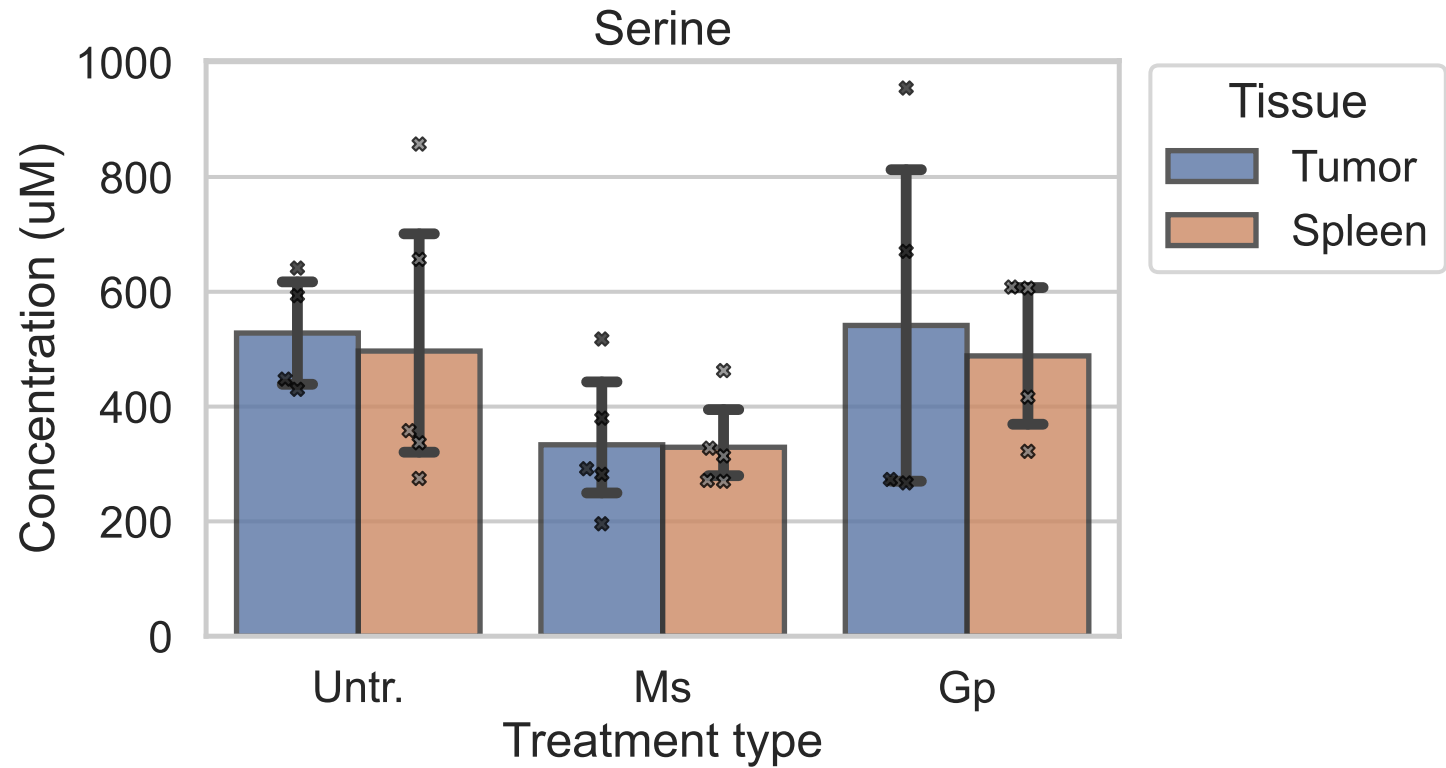 Serine
1000
800
600
400
200
0
Concentration (uM)
Untr.
Ms
Gp
Treatment type
Tissue
Tumor
Spleen